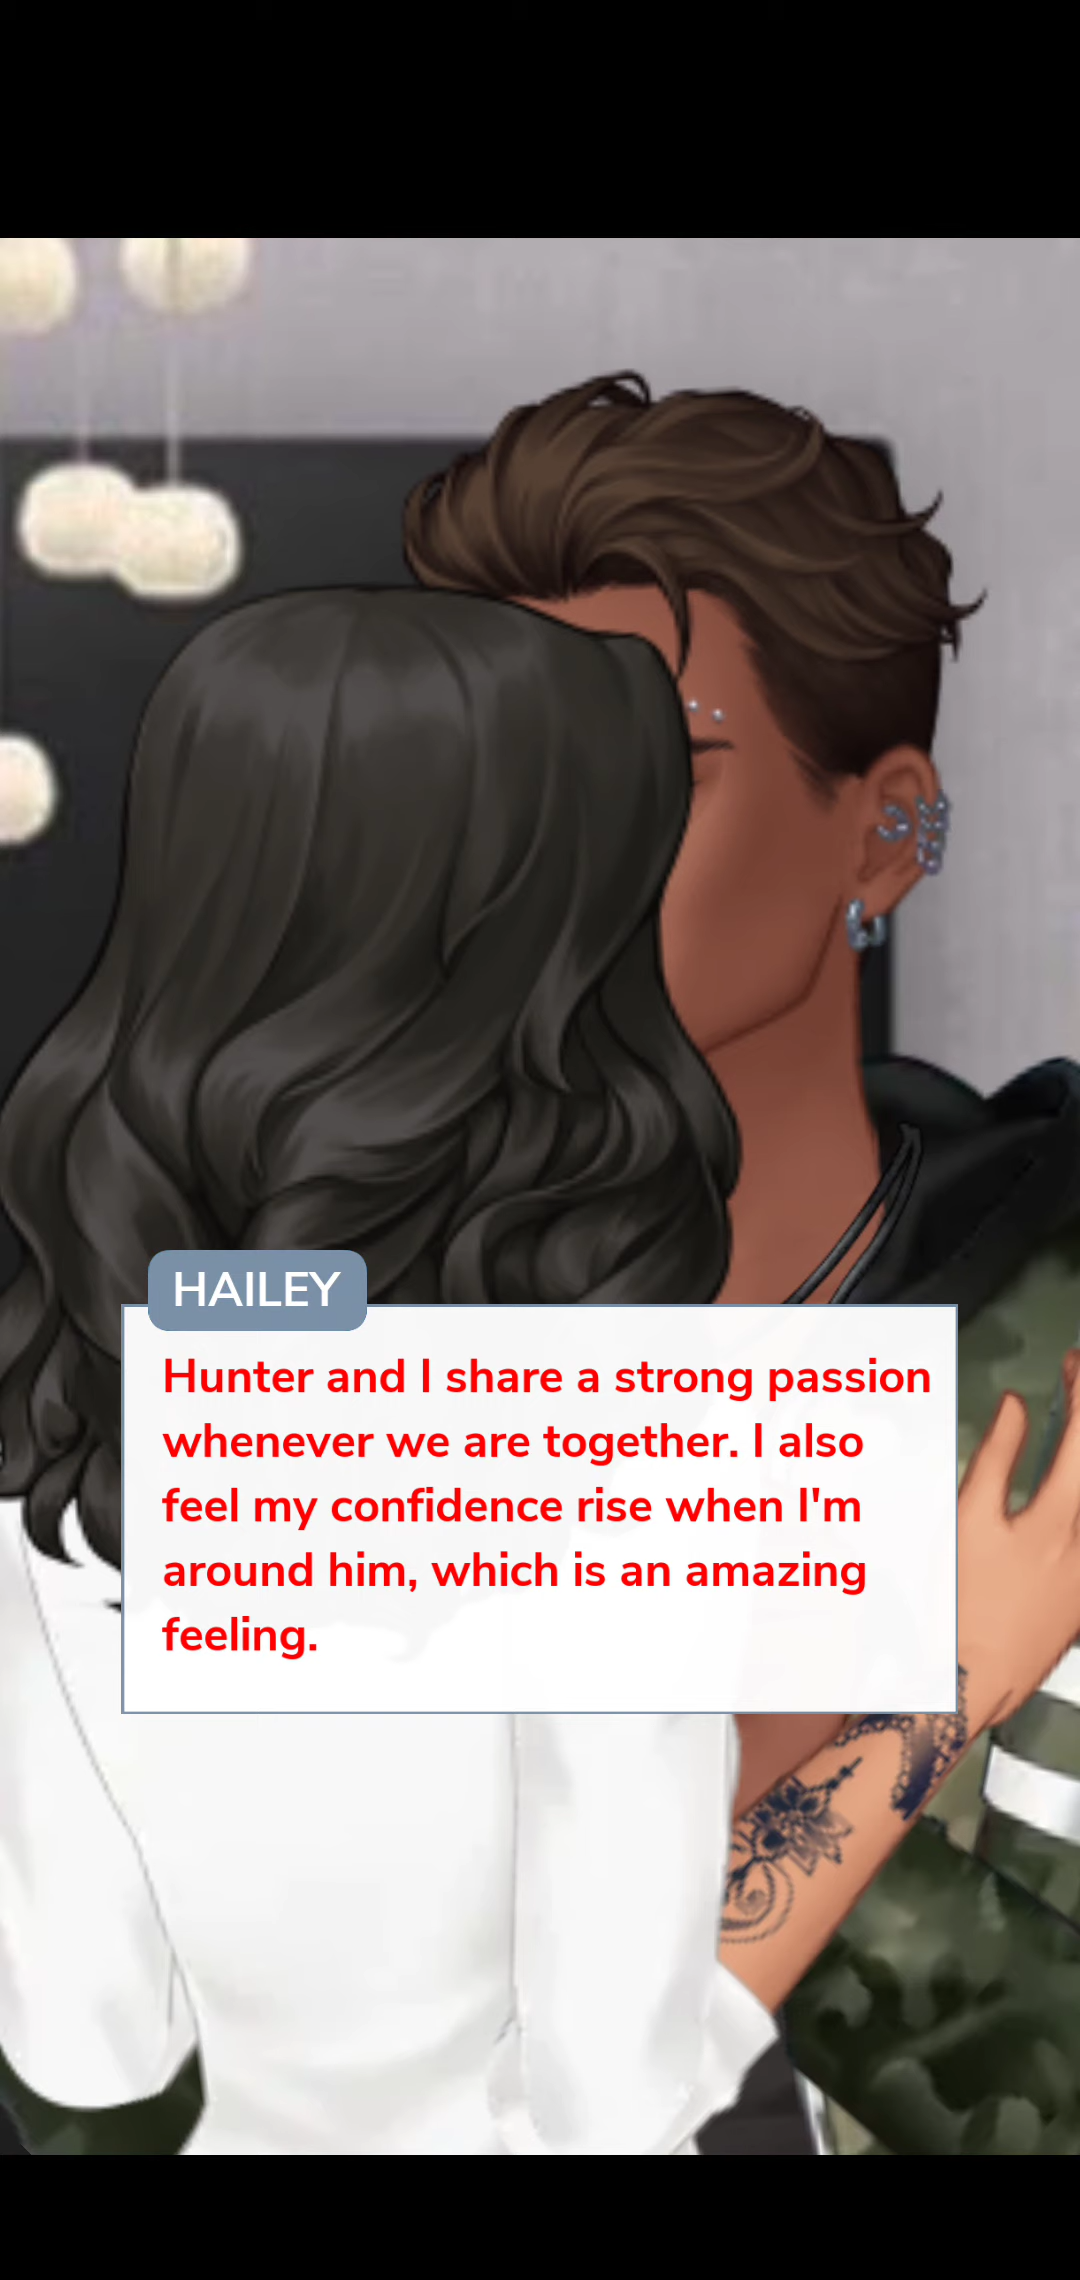 HAILEY
Hunter and I share a strong passion
whenever we are together. I also
feel my confidence rise when I'm
around him, which is an amazing
feeling.